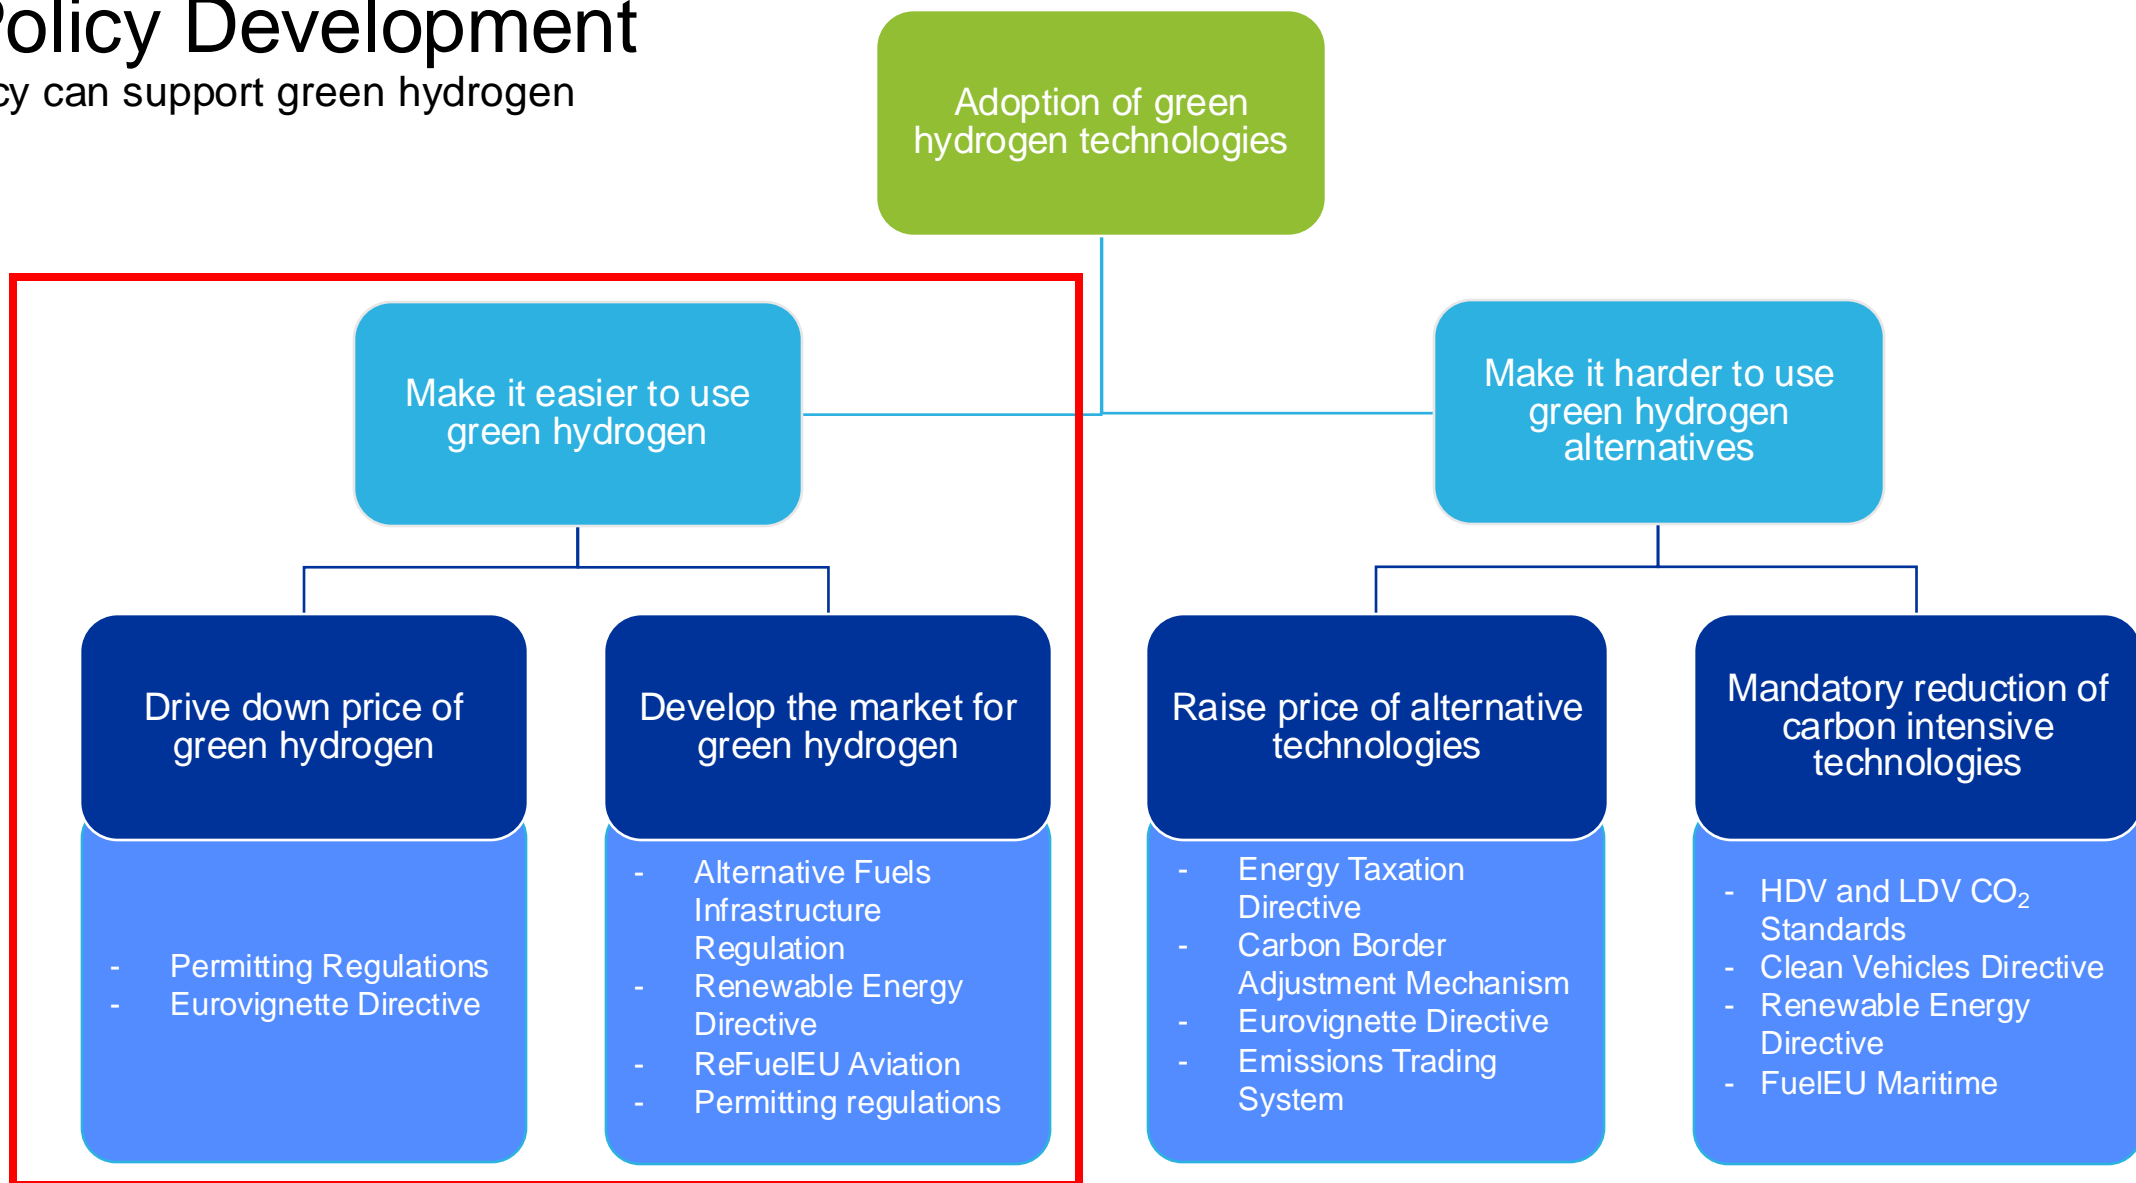 Policy Development
cy can support green hydrogen
Adoption of green
hydrogen technologies
Make it easier to use
green hydrogen
Make it harder to use
green hydrogen
alternatives
Drive down price of
green hydrogen
Develop the market for
green hydrogen
Raise price of alternative
technologies
Mandatory reduction of
carbon intensive
technologies
- Permitting Regulations
- Eurovignette Directive
- Alternative Fuels
Infrastructure
Regulation
- Renewable Energy
Directive
- ReFuelEU Aviation
- Permitting regulations
- Energy Taxation
Directive
- Carbon Border
Adjustment Mechanism
- Eurovignette Directive
- Emissions Trading
System
- HDV and LDV CO₂
Standards
- Clean Vehicles Directive
- Renewable Energy
Directive
- FuelEU Maritime